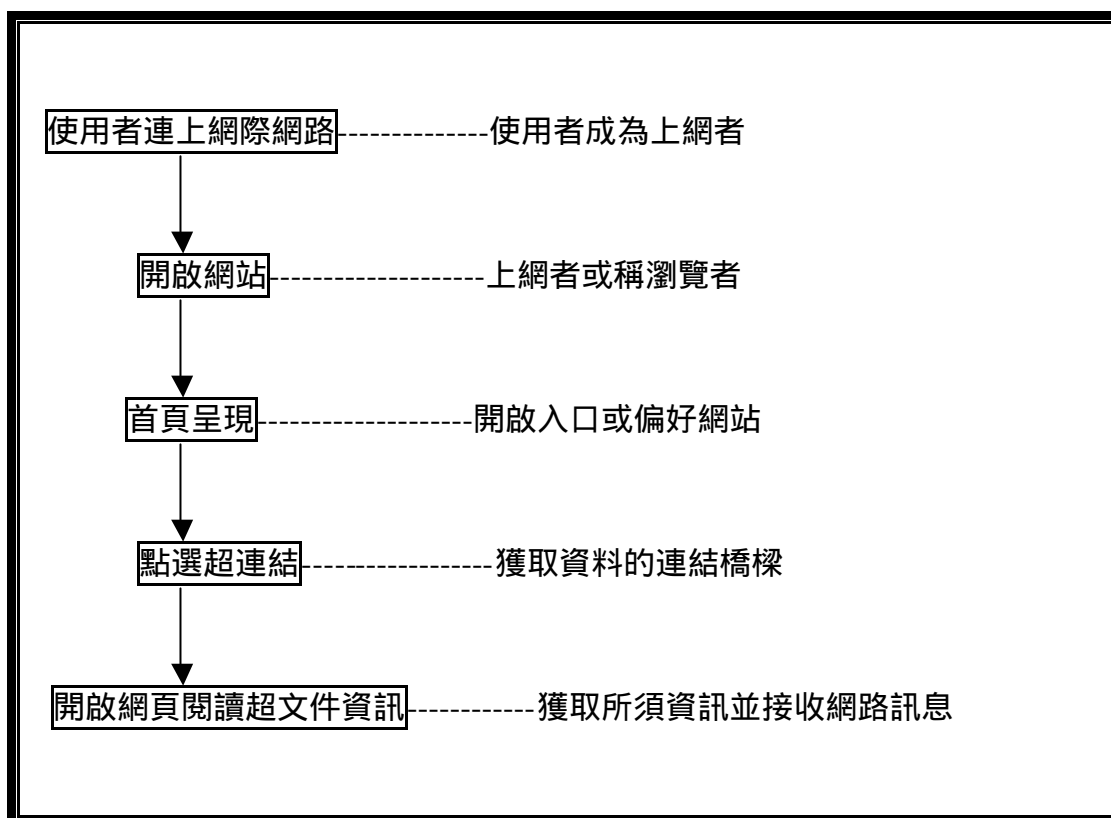 使用者連上網際網路--------------使用者成為上網者
開啟網站--------------------上網者或稱瀏覽者
首頁呈現--------------------開啟入口或偏好網站
點選超連結------------------獲取資料的連結橋樑
開啟網頁閱讀超文件資訊------------獲取所須資訊並接收網路訊息